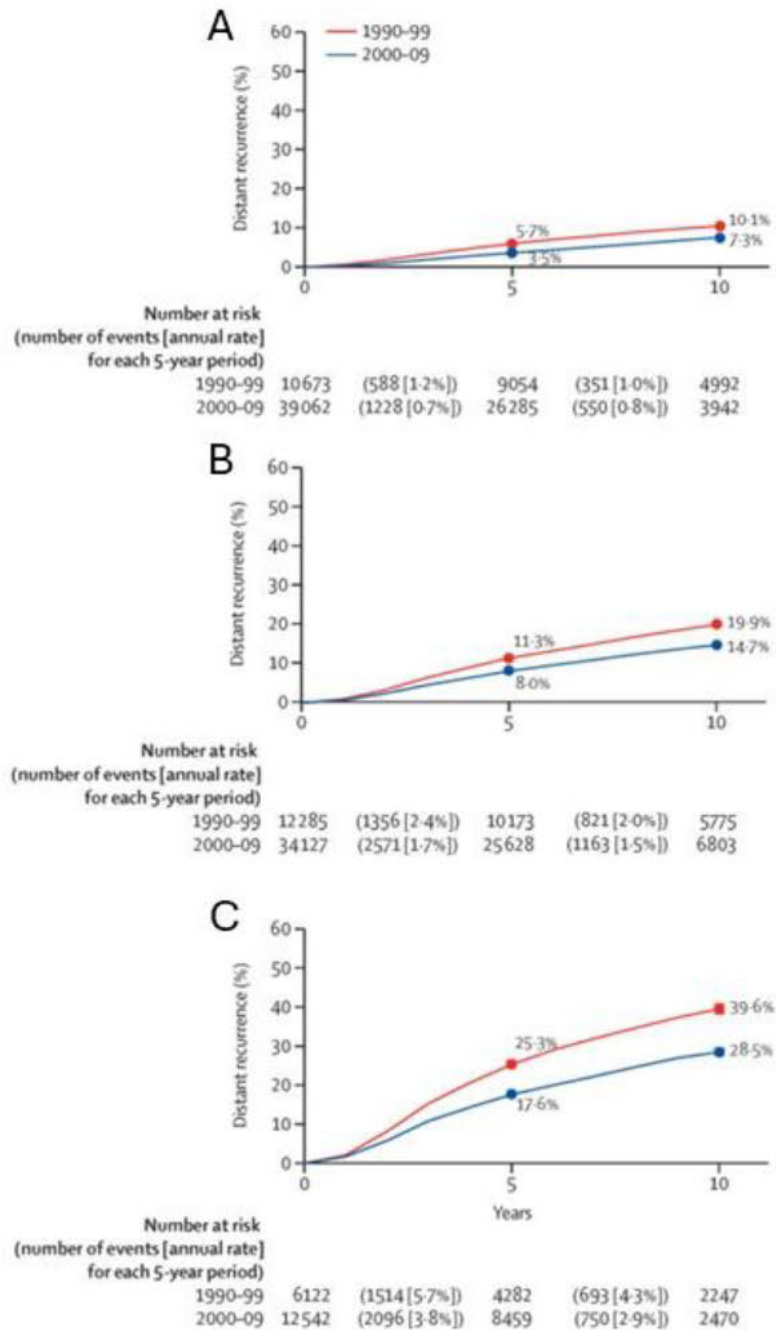 A
60
50
40
30
20
10
0
Distant recurrence (%)
1990–99
2000–09
5·7%
3·5%
10·1%
7·3%
0 5 10
Number at risk
(number of events [annual rate]
for each 5-year period)
1990–99 10673 (588 [1·2%]) 9054 (351 [1·0%]) 4992
2000–09 39062 (1228 [0·7%]) 26285 (550 [0·8%]) 3942
B
60
50
40
30
20
10
0
Distant recurrence (%)
11·3%
8·0%
19·9%
14·7%
0 5 10
Number at risk
(number of events [annual rate]
for each 5-year period)
1990–99 12285 (1356 [2·4%]) 10173 (821 [2·0%]) 5775
2000–09 34127 (2571 [1·7%]) 25628 (1163 [1·5%]) 6803
C
60
50
40
30
20
10
0
Distant recurrence (%)
25·3%
17·6%
39·6%
28·5%
0 5 10
Years
Number at risk
(number of events [annual rate]
for each 5-year period)
1990–99 6122 (1514 [5·7%]) 4282 (693 [4·3%]) 2247
2000–09 12542 (2096 [3·8%]) 8459 (750 [2·9%]) 2470